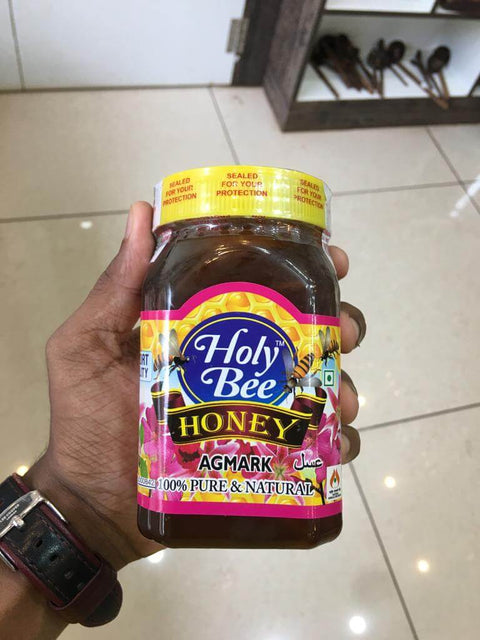 SEALED
FOR YOUR
PROTECTION
SEALED
FOR YOUR
PROTECTION
SEALED
FOR YOUR
PROTECTION
Holy TM
Bee
HONEY
AGMARK عسل
100% PURE & NATURAL